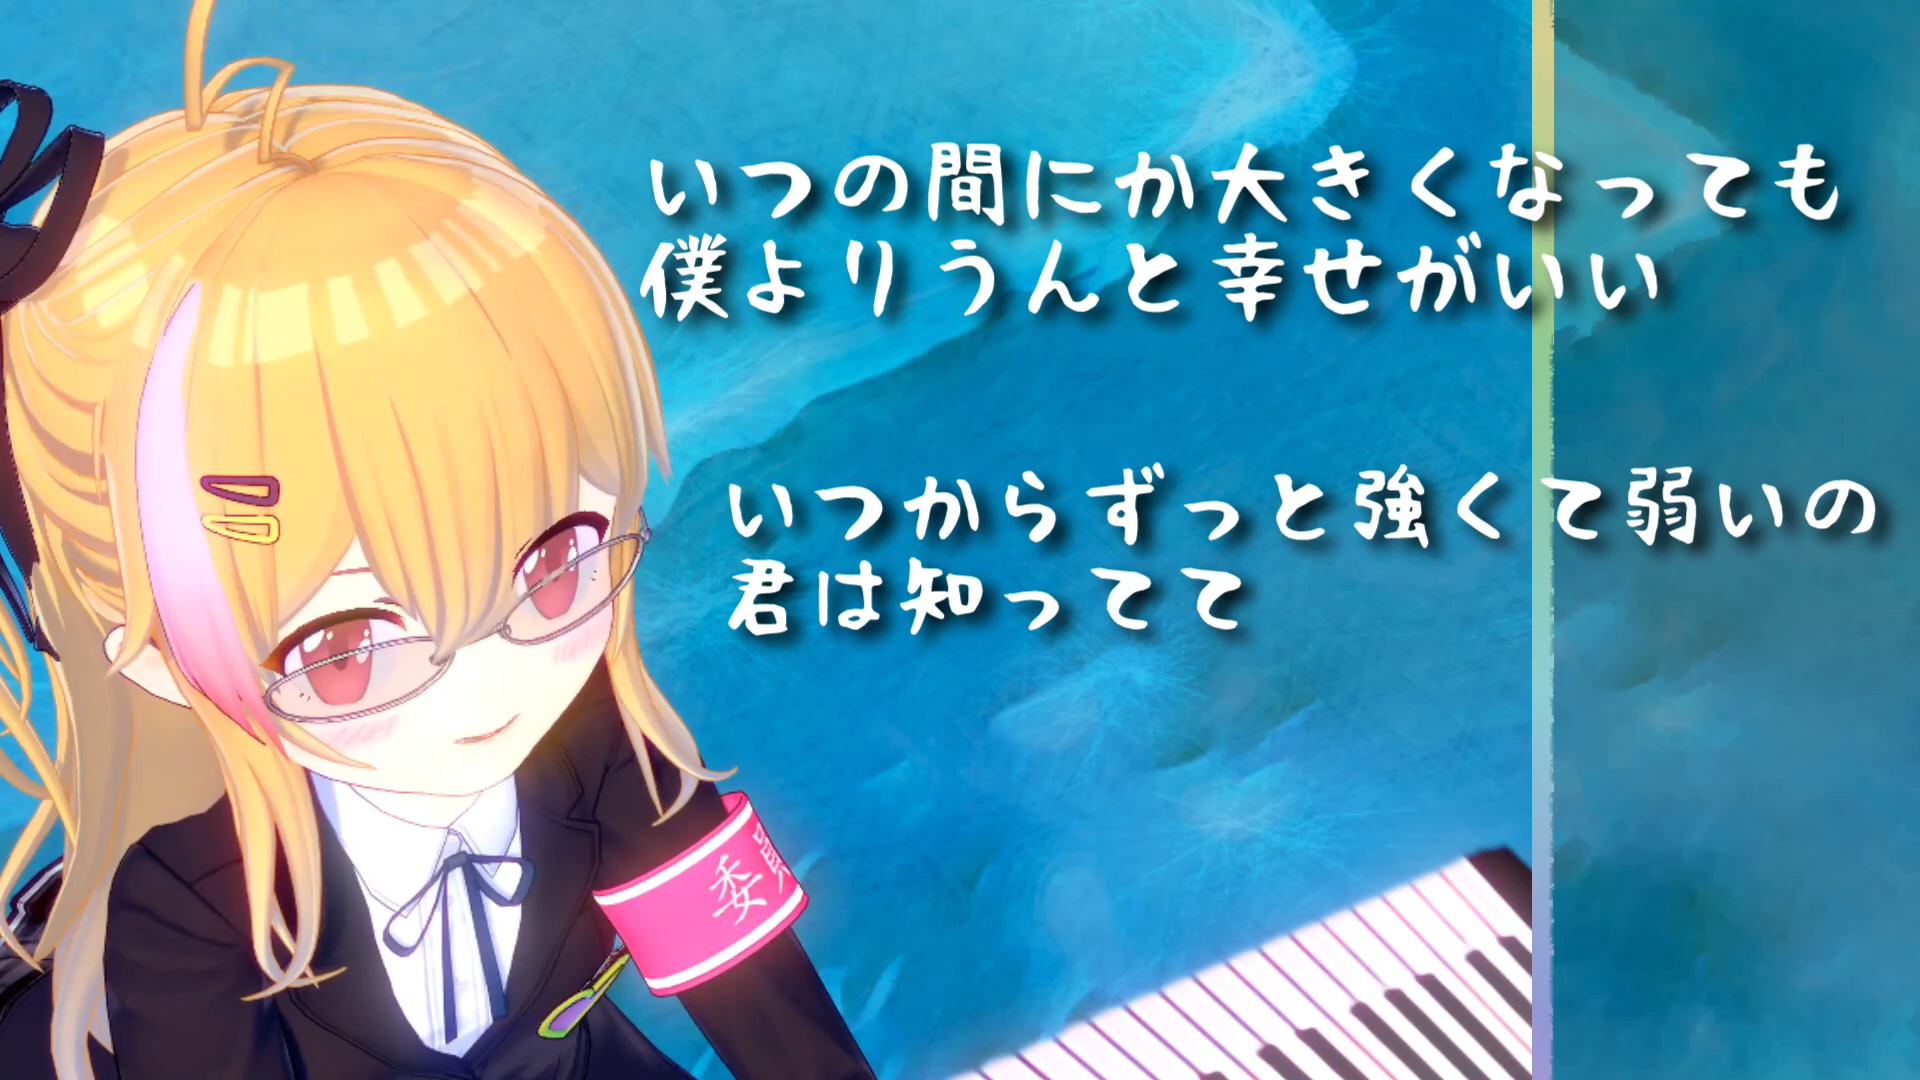 いつの間にか大きくなっても
僕よりうんと幸せがいい
いつからずっと強くて弱いの
君は知ってて
委員